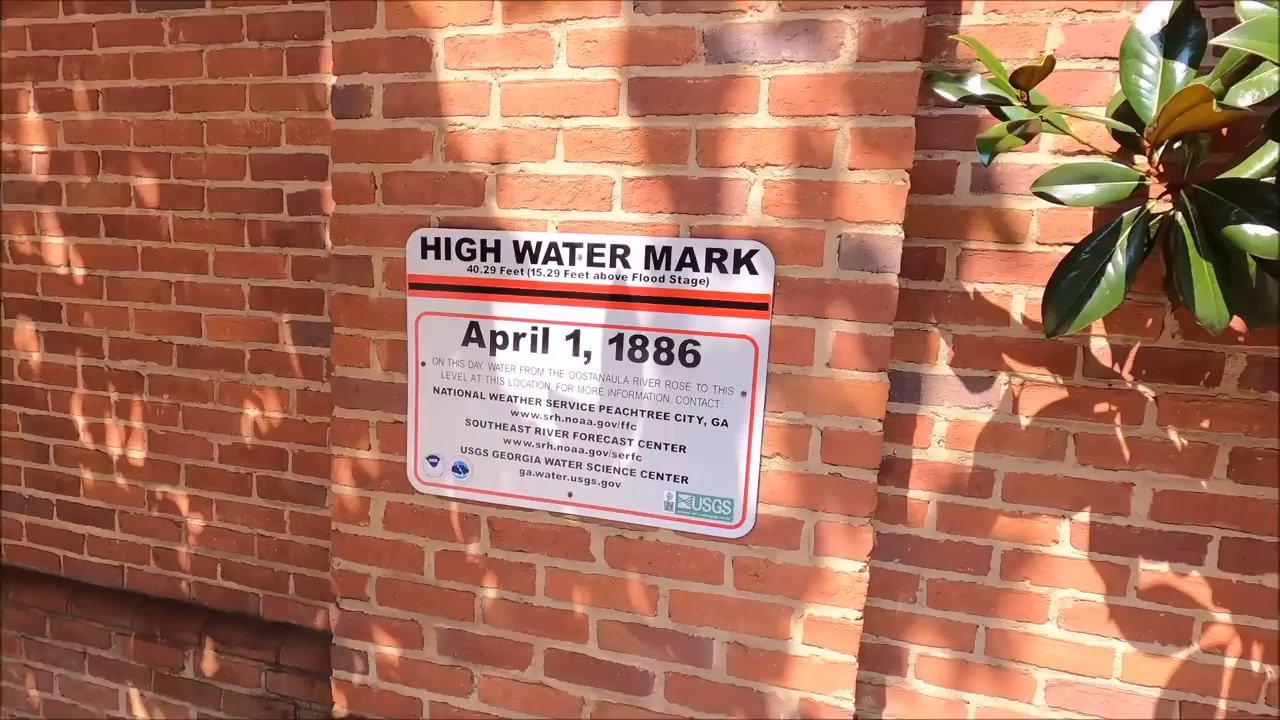 HIGH WATER MARK
40.29 Feet (15.29 Feet above Flood Stage)
April 1, 1886
ON THIS DAY, WATER FROM THE OOSTANAULA RIVER ROSE TO THIS
LEVEL AT THIS LOCATION. FOR MORE INFORMATION, CONTACT:
NATIONAL WEATHER SERVICE PEACHTREE CITY, GA
www.srh.noaa.gov/ffc
SOUTHEAST RIVER FORECAST CENTER
www.srh.noaa.gov/serfc
USGS GEORGIA WATER SCIENCE CENTER
ga.water.usgs.gov
USGS